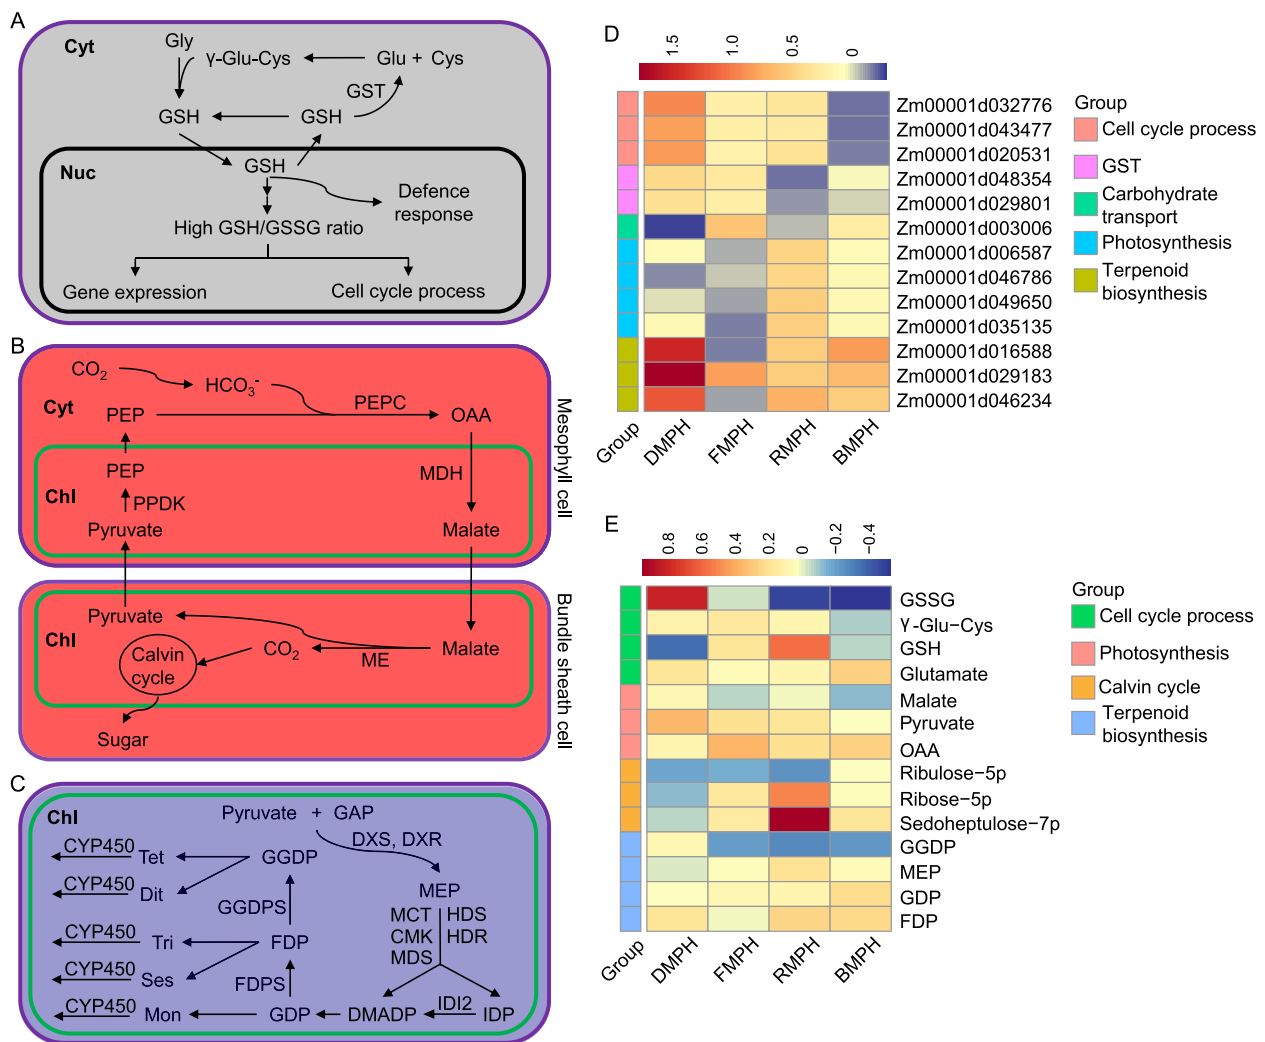 A
Cyt
Gly
γ-Glu-Cys
Glu + Cys
GST
GSH
GSH
GSH
Nuc
Defence
response
High GSH/GSSG ratio
Gene expression
Cell cycle process
B
CO2
HCO3-
Cyt
PEP
PEPC
OAA
PEP
MDH
Chl
PPDK
Pyruvate
Malate
Mesophyll cell
Pyruvate
Chl
Calvin
cycle
CO2
ME
Malate
Sugar
Bundle sheath cell
C
Chl
Pyruvate + GAP
DXS, DXR
CYP450
Tet
GGDP
CYP450
Dit
MEP
GGDPS
MCT
HDS
CMK
HDR
MDS
CYP450
Tri
FDP
CYP450
Ses
FDPS
CYP450
Mon
GDP
DMADP
IDI2
IDP
D
1.5
1.0
0.5
0
Zm00001d032776
Zm00001d043477
Zm00001d020531
Zm00001d048354
Zm00001d029801
Zm00001d003006
Zm00001d006587
Zm00001d046786
Zm00001d049650
Zm00001d035135
Zm00001d016588
Zm00001d029183
Zm00001d046234
Group
DMPH
FMPH
RMPH
BMPH
Group
Cell cycle process
GST
Carbohydrate
transport
Photosynthesis
Terpenoid
biosynthesis
E
0.8
0.6
0.4
0.2
0
−0.2
−0.4
GSSG
γ-Glu−Cys
GSH
Glutamate
Malate
Pyruvate
OAA
Ribulose−5p
Ribose−5p
Sedoheptulose−7p
GGDP
MEP
GDP
FDP
Group
DMPH
FMPH
RMPH
BMPH
Group
Cell cycle process
Photosynthesis
Calvin cycle
Terpenoid
biosynthesis